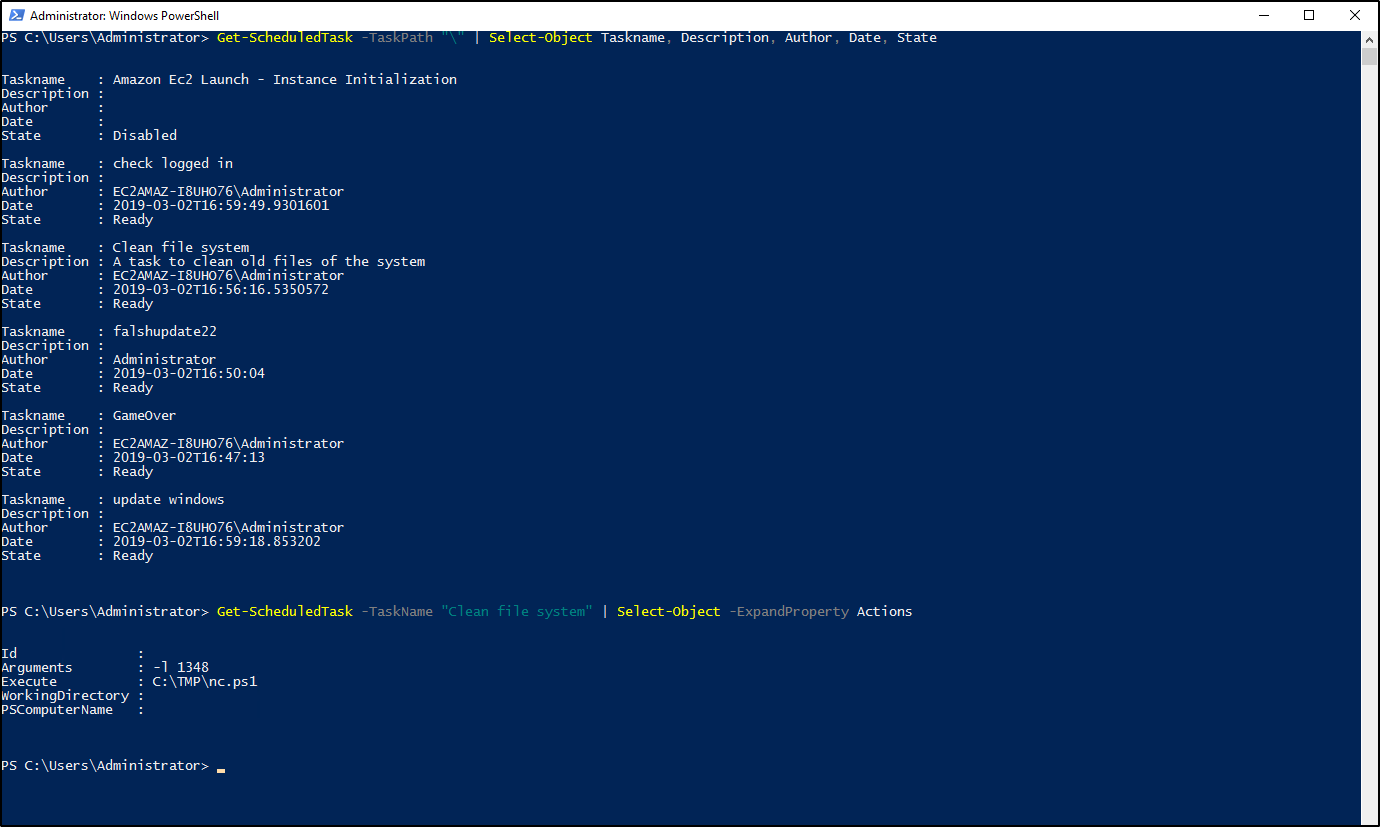 Administrator: Windows PowerShell
PS C:\Users\Administrator> Get-ScheduledTask -TaskPath "\" | Select-Object Taskname, Description, Author, Date, State
Taskname    : Amazon Ec2 Launch - Instance Initialization
Description :
Author      :
Date        :
State       : Disabled
Taskname    : check logged in
Description :
Author      : EC2AMAZ-I8UHO76\Administrator
Date        : 2019-03-02T16:59:49.9301601
State       : Ready
Taskname    : Clean file system
Description : A task to clean old files of the system
Author      : EC2AMAZ-I8UHO76\Administrator
Date        : 2019-03-02T16:56:16.5350572
State       : Ready
Taskname    : falshupdate22
Description :
Author      : Administrator
Date        : 2019-03-02T16:50:04
State       : Ready
Taskname    : GameOver
Description :
Author      : EC2AMAZ-I8UHO76\Administrator
Date        : 2019-03-02T16:47:13
State       : Ready
Taskname    : update windows
Description :
Author      : EC2AMAZ-I8UHO76\Administrator
Date        : 2019-03-02T16:59:18.853202
State       : Ready
PS C:\Users\Administrator> Get-ScheduledTask -TaskName "Clean file system" | Select-Object -ExpandProperty Actions
Id               :
Arguments        : -l 1348
Execute          : C:\TMP\nc.ps1
WorkingDirectory :
PSComputerName   :
PS C:\Users\Administrator>